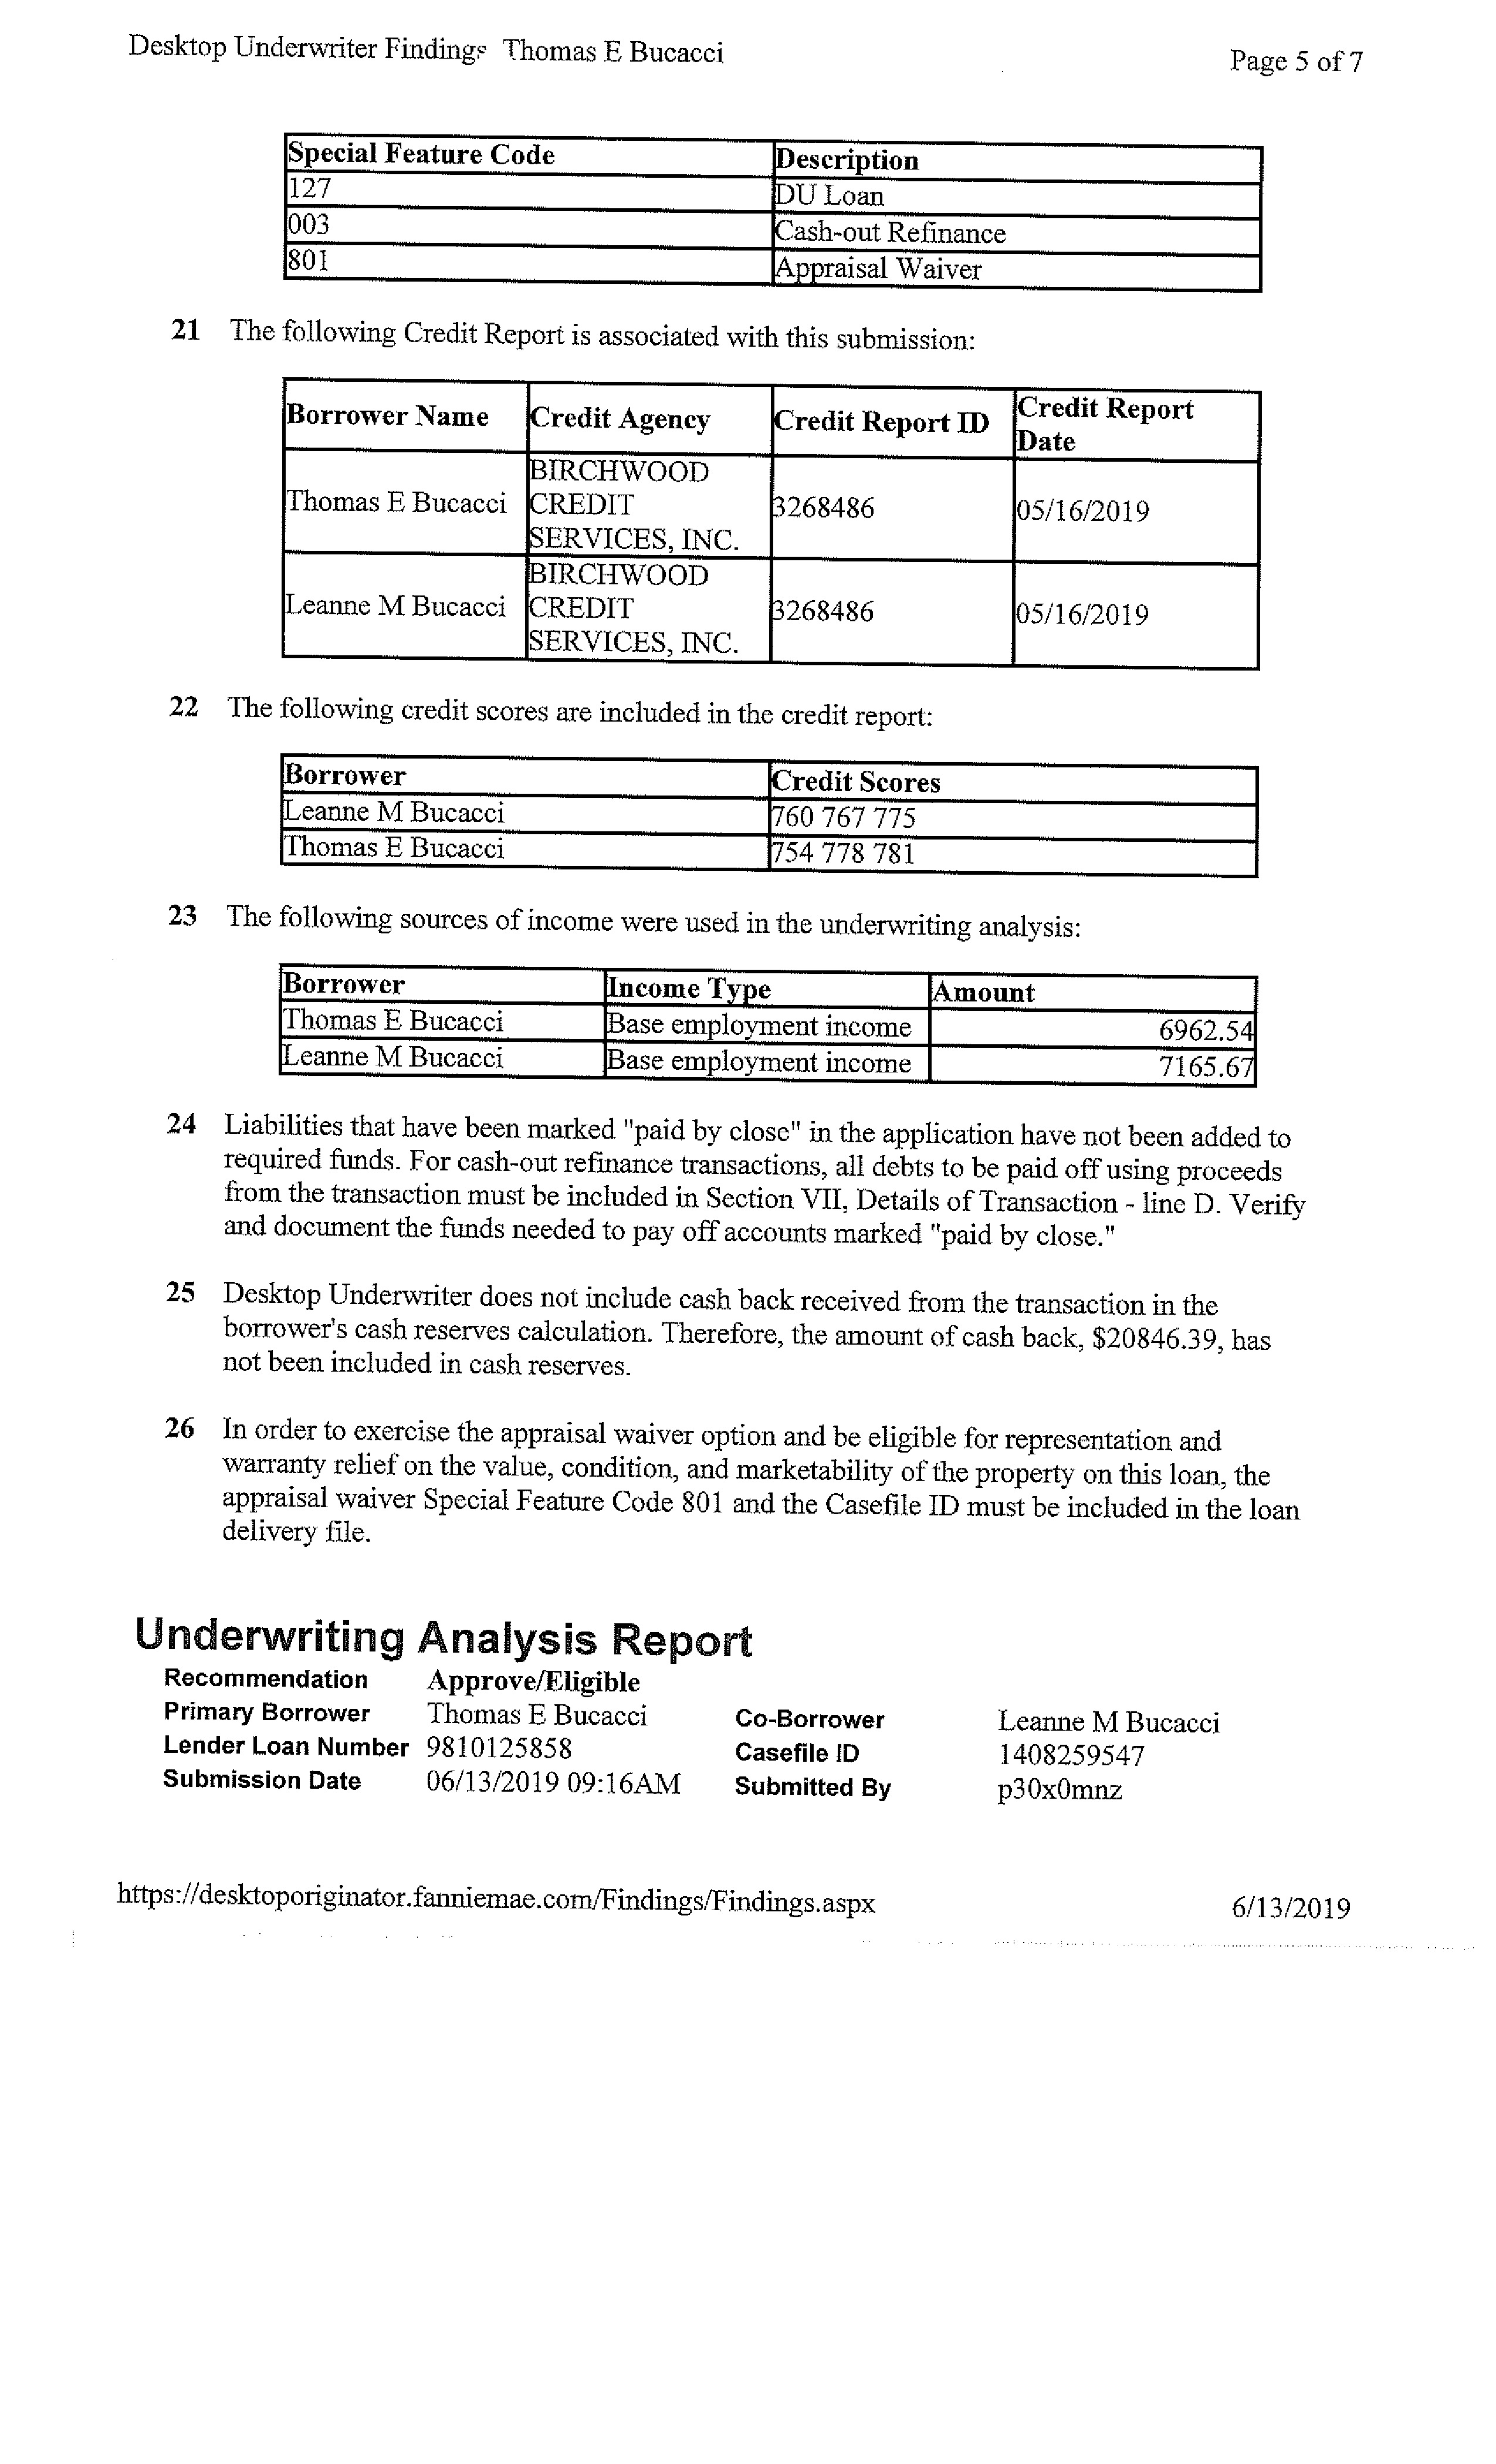 Desktop Underwriter Findings Thomas E Bucacci
Page 5 of 7
Special Feature Code Description
127 DU Loan
003 Cash-out Refinance
801 Appraisal Waiver
21 The following Credit Report is associated with this submission:
Borrower Name Credit Agency Credit Report ID Credit Report
Date
Thomas E Bucacci BIRCHWOOD
CREDIT
SERVICES, INC. 3268486 05/16/2019
Leanne M Bucacci BIRCHWOOD
CREDIT
SERVICES, INC. 3268486 05/16/2019
22 The following credit scores are included in the credit report:
Borrower Credit Scores
Leanne M Bucacci 760 767 775
Thomas E Bucacci 754 778 781
23 The following sources of income were used in the underwriting analysis:
Borrower Income Type Amount
Thomas E Bucacci Base employment income 6962.54
Leanne M Bucacci Base employment income 7165.67
24 Liabilities that have been marked "paid by close" in the application have not been added to
required funds. For cash-out refinance transactions, all debts to be paid off using proceeds
from the transaction must be included in Section VII, Details of Transaction - line D. Verify
and document the funds needed to pay off accounts marked "paid by close."
25 Desktop Underwriter does not include cash back received from the transaction in the
borrower's cash reserves calculation. Therefore, the amount of cash back, $20846.39, has
not been included in cash reserves.
26 In order to exercise the appraisal waiver option and be eligible for representation and
warranty relief on the value, condition, and marketability of the property on this loan, the
appraisal waiver Special Feature Code 801 and the Casefile ID must be included in the loan
delivery file.
Underwriting Analysis Report
Recommendation Approve/Eligible
Primary Borrower Thomas E Bucacci Co-Borrower Leanne M Bucacci
Lender Loan Number 9810125858 Casefile ID 1408259547
Submission Date 06/13/2019 09:16AM Submitted By p30x0mnz
https://desktoporiginator.fanniemae.com/Findings/Findings.aspx 6/13/2019